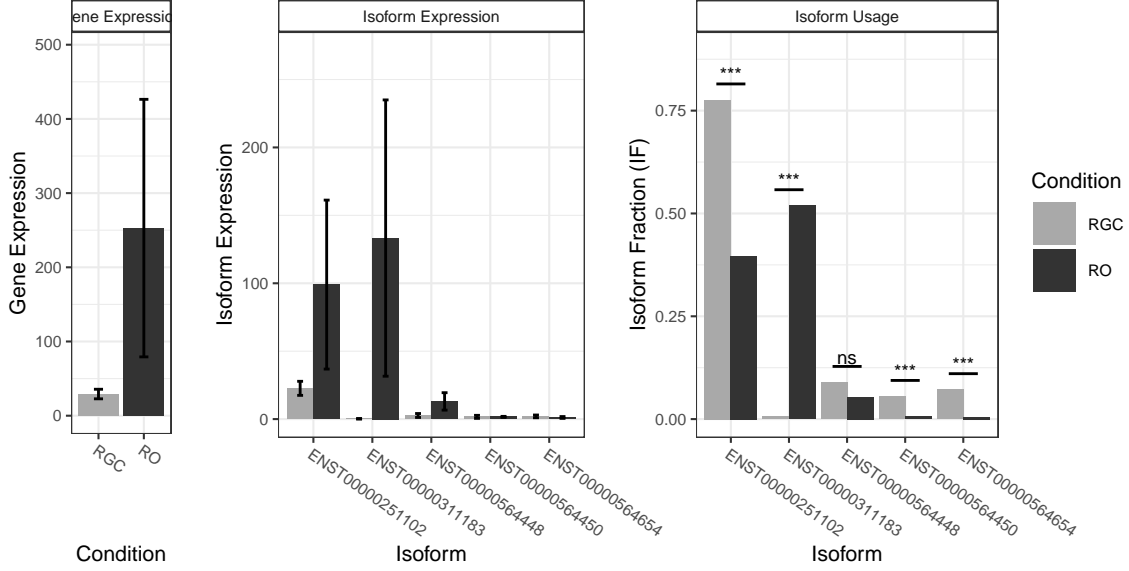 ene Expressio
500
400
300
200
100
0
Gene Expression
RGC
RO
Condition
Isoform Expression
200
100
0
Isoform Expression
ENST00000251102
ENST00000311183
ENST00000564448
ENST00000564450
ENST00000564654
Isoform
Isoform Usage
0.75
0.50
0.25
0.00
Isoform Fraction (IF)
***
***
ns
***
***
ENST00000251102
ENST00000311183
ENST00000564448
ENST00000564450
ENST00000564654
Isoform
Condition
RGC
RO